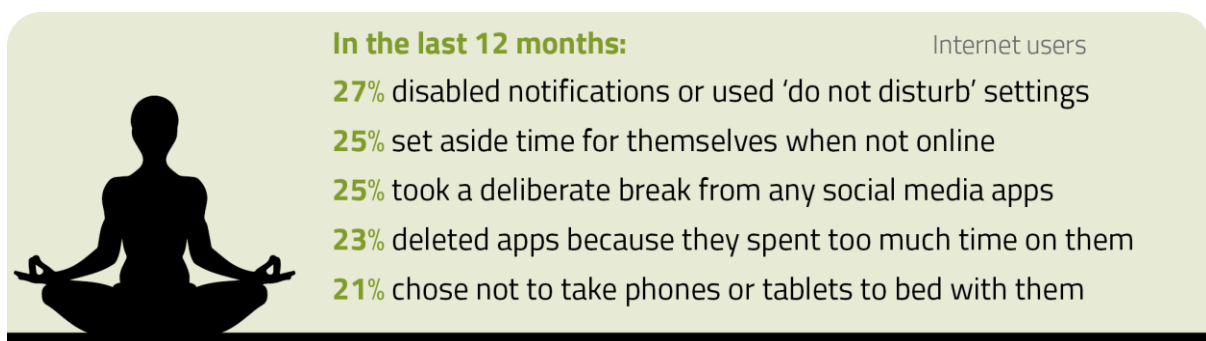 In the last 12 months:
Internet users
27% disabled notifications or used ‘do not disturb’ settings
25% set aside time for themselves when not online
25% took a deliberate break from any social media apps
23% deleted apps because they spent too much time on them
21% chose not to take phones or tablets to bed with them